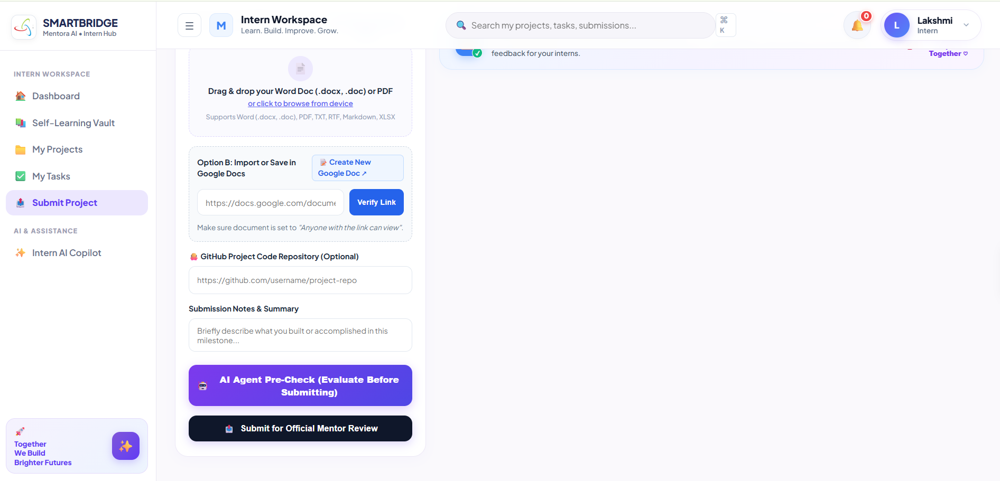 SMARTBRIDGE
Mentora AI • Intern Hub
INTERN WORKSPACE
Dashboard
Self-Learning Vault
My Projects
My Tasks
Submit Project
AI & ASSISTANCE
Intern AI Copilot
Together
We Build
Brighter Futures
M
Intern Workspace
Learn. Build. Improve. Grow.
Search my projects, tasks, submissions...
⌘
K
0
L
Lakshmi
Intern
Drag & drop your Word Doc (.docx, .doc) or PDF
or click to browse from device
Supports Word (.docx, .doc), PDF, TXT, RTF, Markdown, XLSX
Option B: Import or Save in
Google Docs
Create New
Google Doc ↗
https://docs.google.com/docume
Verify Link
Make sure document is set to "Anyone with the link can view".
GitHub Project Code Repository (Optional)
https://github.com/username/project-repo
Submission Notes & Summary
Briefly describe what you built or accomplished in this
milestone...
AI Agent Pre-Check (Evaluate Before
Submitting)
Submit for Official Mentor Review
feedback for your interns.
Together ♡